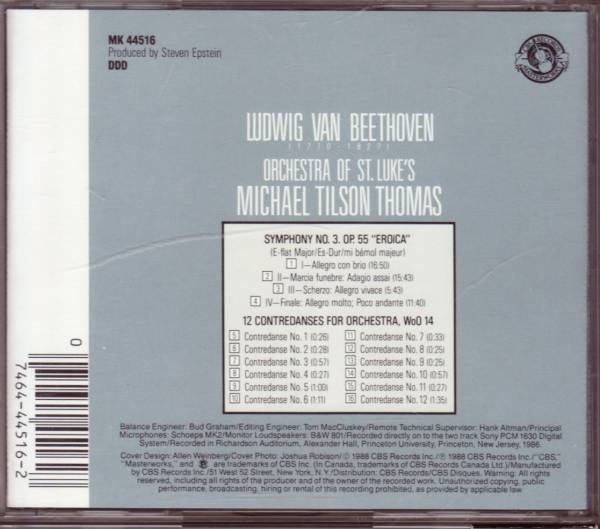 MK 44516
Produced by Steven Epstein
DDD
CBS RECORDS
MASTERWORKS
LUDWIG VAN BEETHOVEN
(1770-1827)
ORCHESTRA OF ST. LUKE'S
MICHAEL TILSON THOMAS
SYMPHONY NO. 3. OP. 55 "EROICA"
(E-flat Major/Es-Dur/mi bémol majeur)
1 I—Allegro con brio (16:50)
2 II—Marcia funebre: Adagio assai (15:43)
3 III—Scherzo: Allegro vivace (5:43)
4 IV—Finale: Allegro molto; Poco andante (11:40)
12 CONTREDANSES FOR ORCHESTRA, WoO 14
5 Contredanse No. 1 (0:26)
6 Contredanse No. 2 (0:28)
7 Contredanse No. 3 (0:57)
8 Contredanse No. 4 (0:27)
9 Contredanse No. 5 (1:00)
10 Contredanse No. 6 (1:11)
11 Contredanse No. 7 (0:33)
12 Contredanse No. 8 (0:25)
13 Contredanse No. 9 (0:25)
14 Contredanse No. 10 (0:57)
15 Contredanse No. 11 (0:27)
16 Contredanse No. 12 (1:35)
Balance Engineer: Bud Graham/Editing Engineer: Tom MacCluskey/Remote Technical Supervisor: Hank Altman/Principal
Microphones: Schoeps MK2/Monitor Loudspeakers: B&W 801/Recorded directly on to the two track Sony PCM 1630 Digital
System/Recorded in Richardson Auditorium, Alexander Hall, Princeton University, Princeton, New Jersey, 1986.
Cover Design: Allen Weinberg/Cover Photo: Joshua Robison/© 1988 CBS Records Inc./℗ 1988 CBS Records Inc./"CBS,"
"Masterworks," and are trademarks of CBS Inc. (In Canada, trademarks of CBS Records Canada Ltd.)/Manufactured
by CBS Records Inc./51 West 52 Street, New York, N.Y./Distribution: CBS Records/CBS Disques. Warning: All rights
reserved, including all rights of the producer and of the owner of the work reproduced. Unauthorized copying, public
performance, broadcasting, hiring or rental of this recording prohibited, as provided by applicable law.
0
7464-44516-2